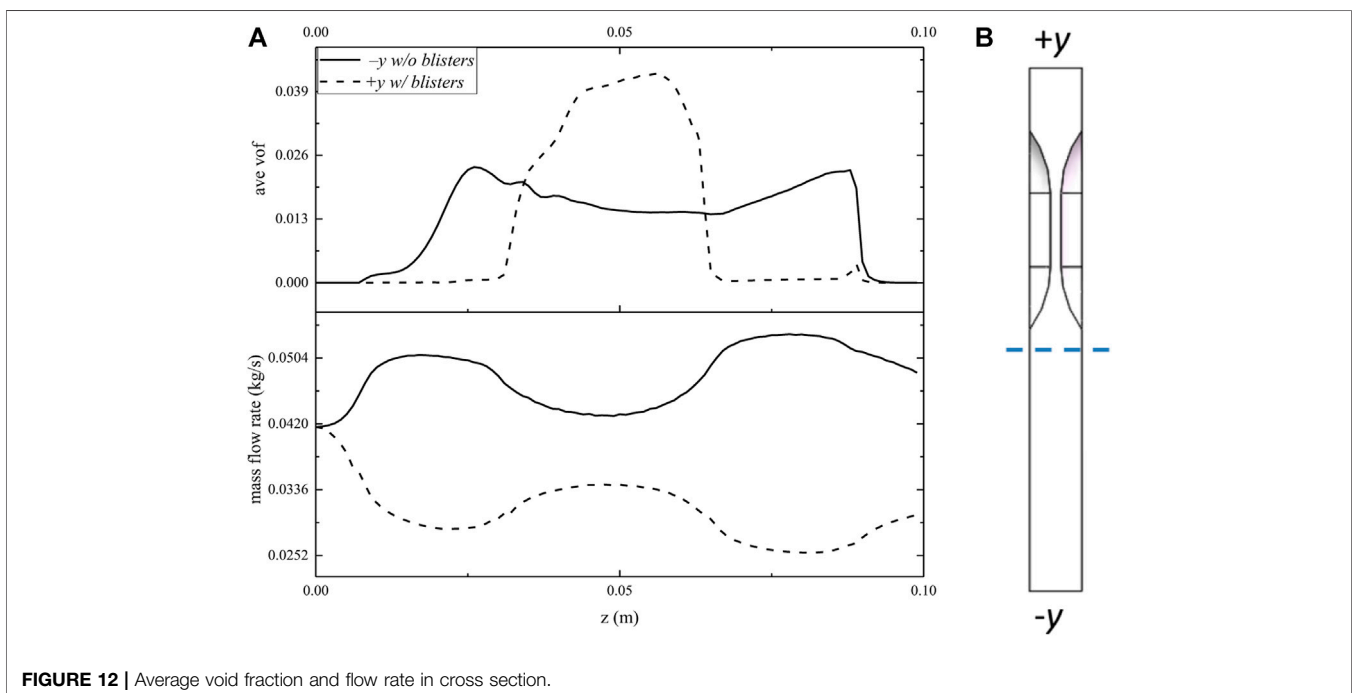 A
0.00 0.05 0.10
–y w/o blisters
+y w/ blisters
0.039
0.026
0.013
0.000
ave vof
0.0504
0.0420
0.0336
0.0252
mass flow rate (kg/s)
0.00 0.05 0.10
z (m)
B
+y
-y
FIGURE 12 | Average void fraction and flow rate in cross section.